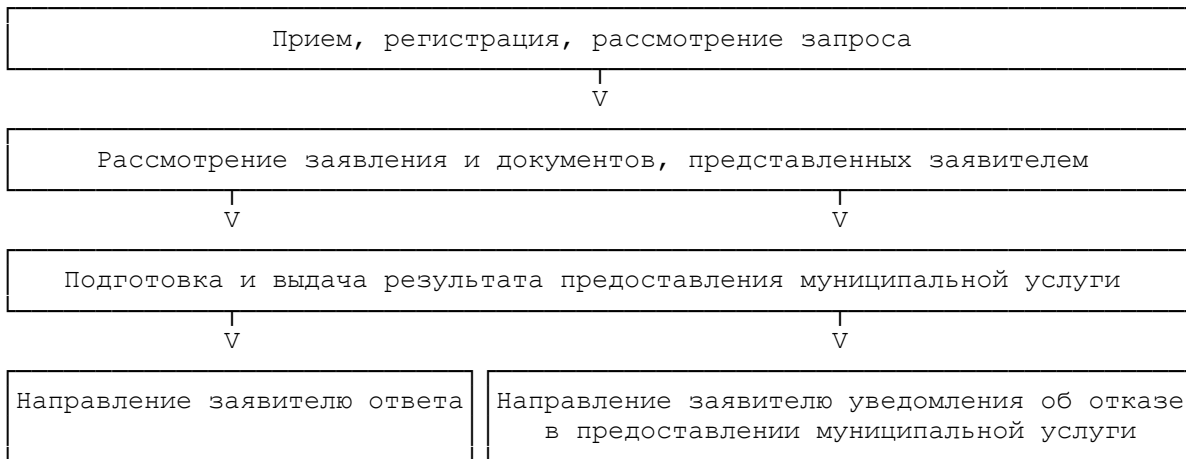 Прием, регистрация, рассмотрение запроса
V
Рассмотрение заявления и документов, представленных заявителем
V V
Подготовка и выдача результата предоставления муниципальной услуги
V V
Направление заявителю ответа
Направление заявителю уведомления об отказе
в предоставлении муниципальной услуги